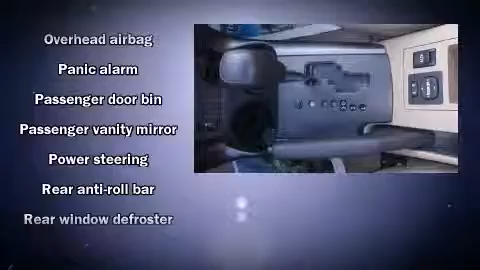 Overhead airbag
Panic alarm
Passenger door bin
Passenger vanity mirror
Power steering
Rear anti-roll bar
Rear window defroster